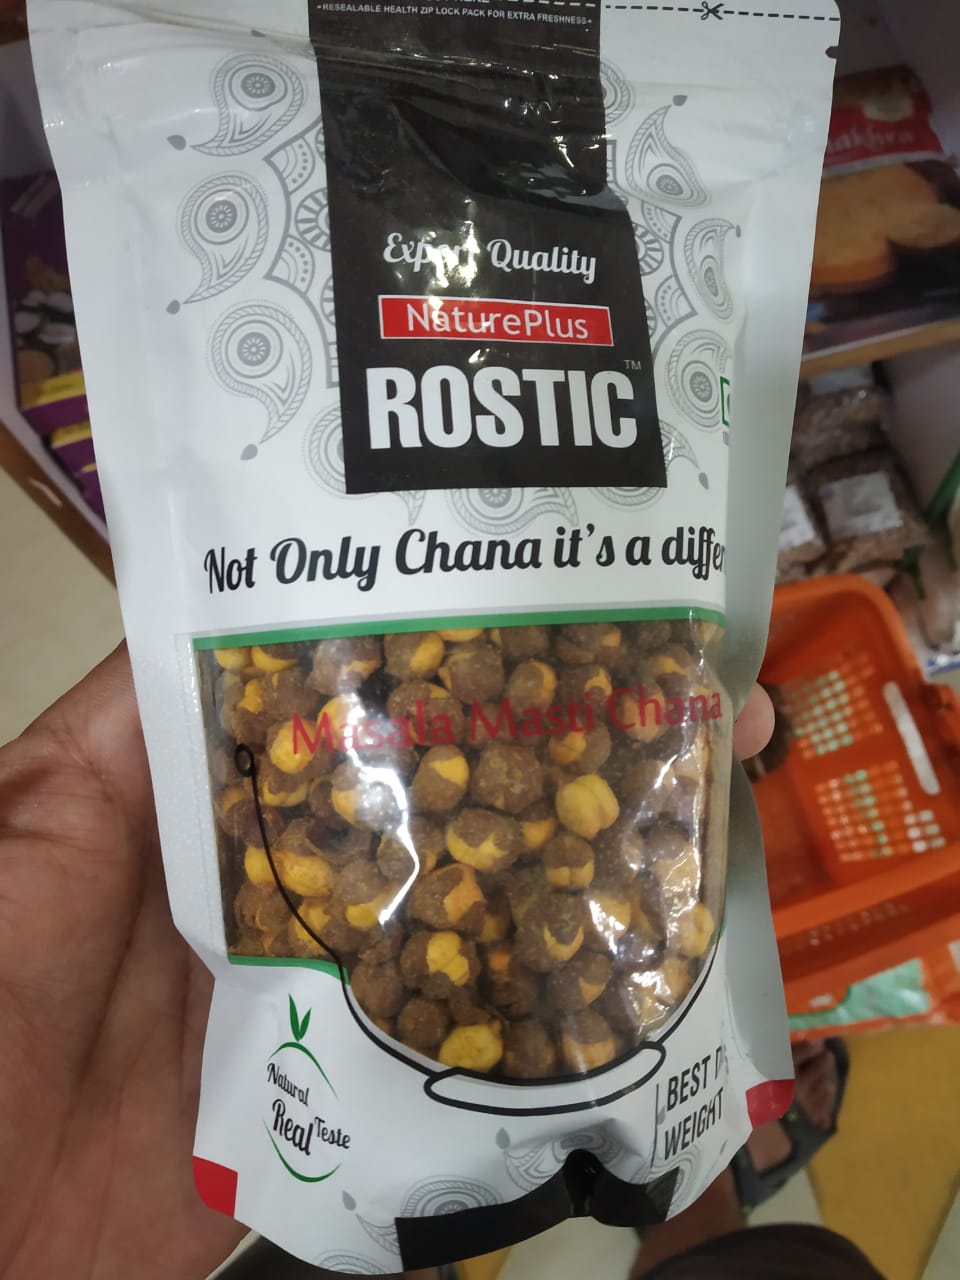 -RESEALABLE HEALTH ZIP LOCK PACK FOR EXTRA FRESHNESS-
Export Quality
NaturePlus
ROSTIC™
Not Only Chana it's a differ
Masala Masti Chana
Natural
Real Teste
BEST
WEIGHT